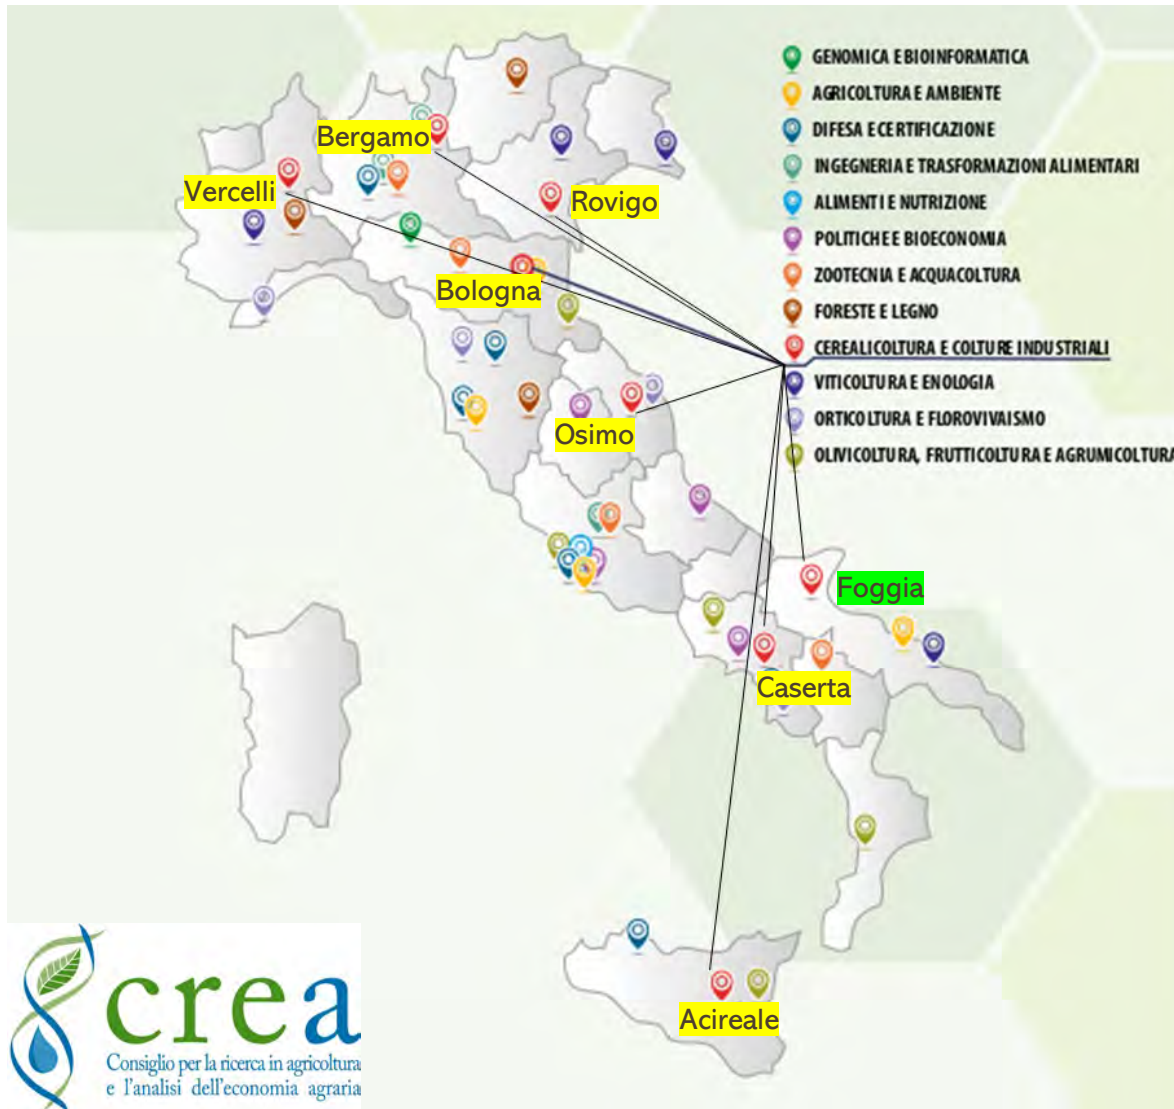 GENOMICA E BIOINFORMATICA
AGRICOLTURA E AMBIENTE
DIFESA E CERTIFICAZIONE
INGEGNERIA E TRASFORMAZIONI ALIMENTARI
ALIMENTI E NUTRIZIONE
POLITICHE E BIOECONOMIA
ZOOTECNIA E ACQUACOLTURA
FORESTE E LEGNO
CEREALICOLTURA E COLTURE INDUSTRIALI
VITICOLTURA E ENOLOGIA
ORTICOLTURA E FLOROVIVAISMO
OLIVICOLTURA, FRUTTICOLTURA E AGRUMICOLTURA
Bergamo
Vercelli
Rovigo
Bologna
Osimo
Foggia
Caserta
Acireale
crea
Consiglio per la ricerca in agricoltura
e l'analisi dell'economia agraria